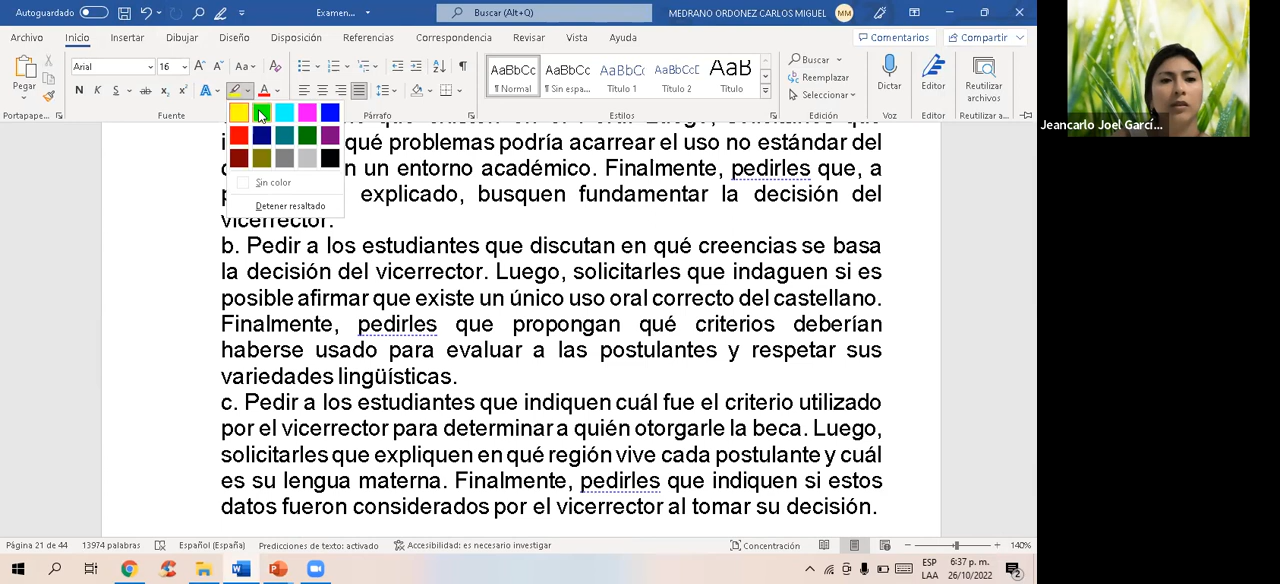 Autoguardado
Examen...
Buscar (Alt+Q)
MEDRANO ORDONEZ CARLOS MIGUEL
MM
Archivo Inicio Insertar Dibujar Diseño Disposición Referencias Correspondencia Revisar Vista Ayuda
Comentarios
Compartir
Pegar
Arial
16
Aa
N K S ab x₂ x² A A
AaBbCc AaBbCc AaBbCc AaBbCcD AaB
Normal Sin espa... Título 1 Título 2 Título
Buscar
Reemplazar
Seleccionar
Dictar
Editor
Reutilizar archivos
Portapape...
Fuente
Párrafo
Estilos
Edición
Voz
Editor
Reutilizar a...
Sin color
Detener resaltado
qué problemas podría acarrear el uso no estándar del
n un entorno académico. Finalmente, pedirles que, a
explicado, busquen fundamentar la decisión del
vicerrector.
b. Pedir a los estudiantes que discutan en qué creencias se basa
la decisión del vicerrector. Luego, solicitarles que indaguen si es
posible afirmar que existe un único uso oral correcto del castellano.
Finalmente, pedirles que propongan qué criterios deberían
haberse usado para evaluar a las postulantes y respetar sus
variedades lingüísticas.
c. Pedir a los estudiantes que indiquen cuál fue el criterio utilizado
por el vicerrector para determinar a quién otorgarle la beca. Luego,
solicitarles que expliquen en qué región vive cada postulante y cuál
es su lengua materna. Finalmente, pedirles que indiquen si estos
datos fueron considerados por el vicerrector al tomar su decisión.
Página 21 de 44 13974 palabras Español (España) Predicciones de texto: activado Accesibilidad: es necesario investigar
Concentración
140%
ESP
LAA
6:37 p. m.
26/10/2022
2
Jeancarlo Joel Garcí...